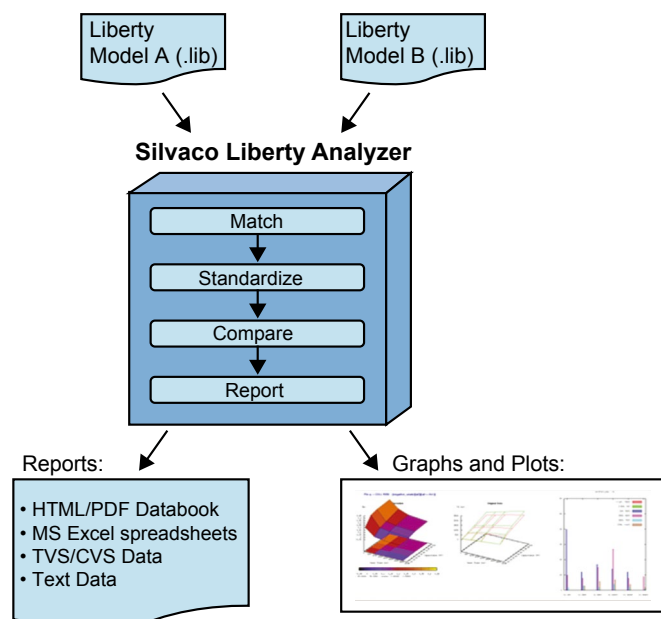 Liberty
Model A (.lib)
Liberty
Model B (.lib)
Silvaco Liberty Analyzer
Match
Standardize
Compare
Report
Reports:
• HTML/PDF Databook
• MS Excel spreadsheets
• TVS/CVS Data
• Text Data
Graphs and Plots: